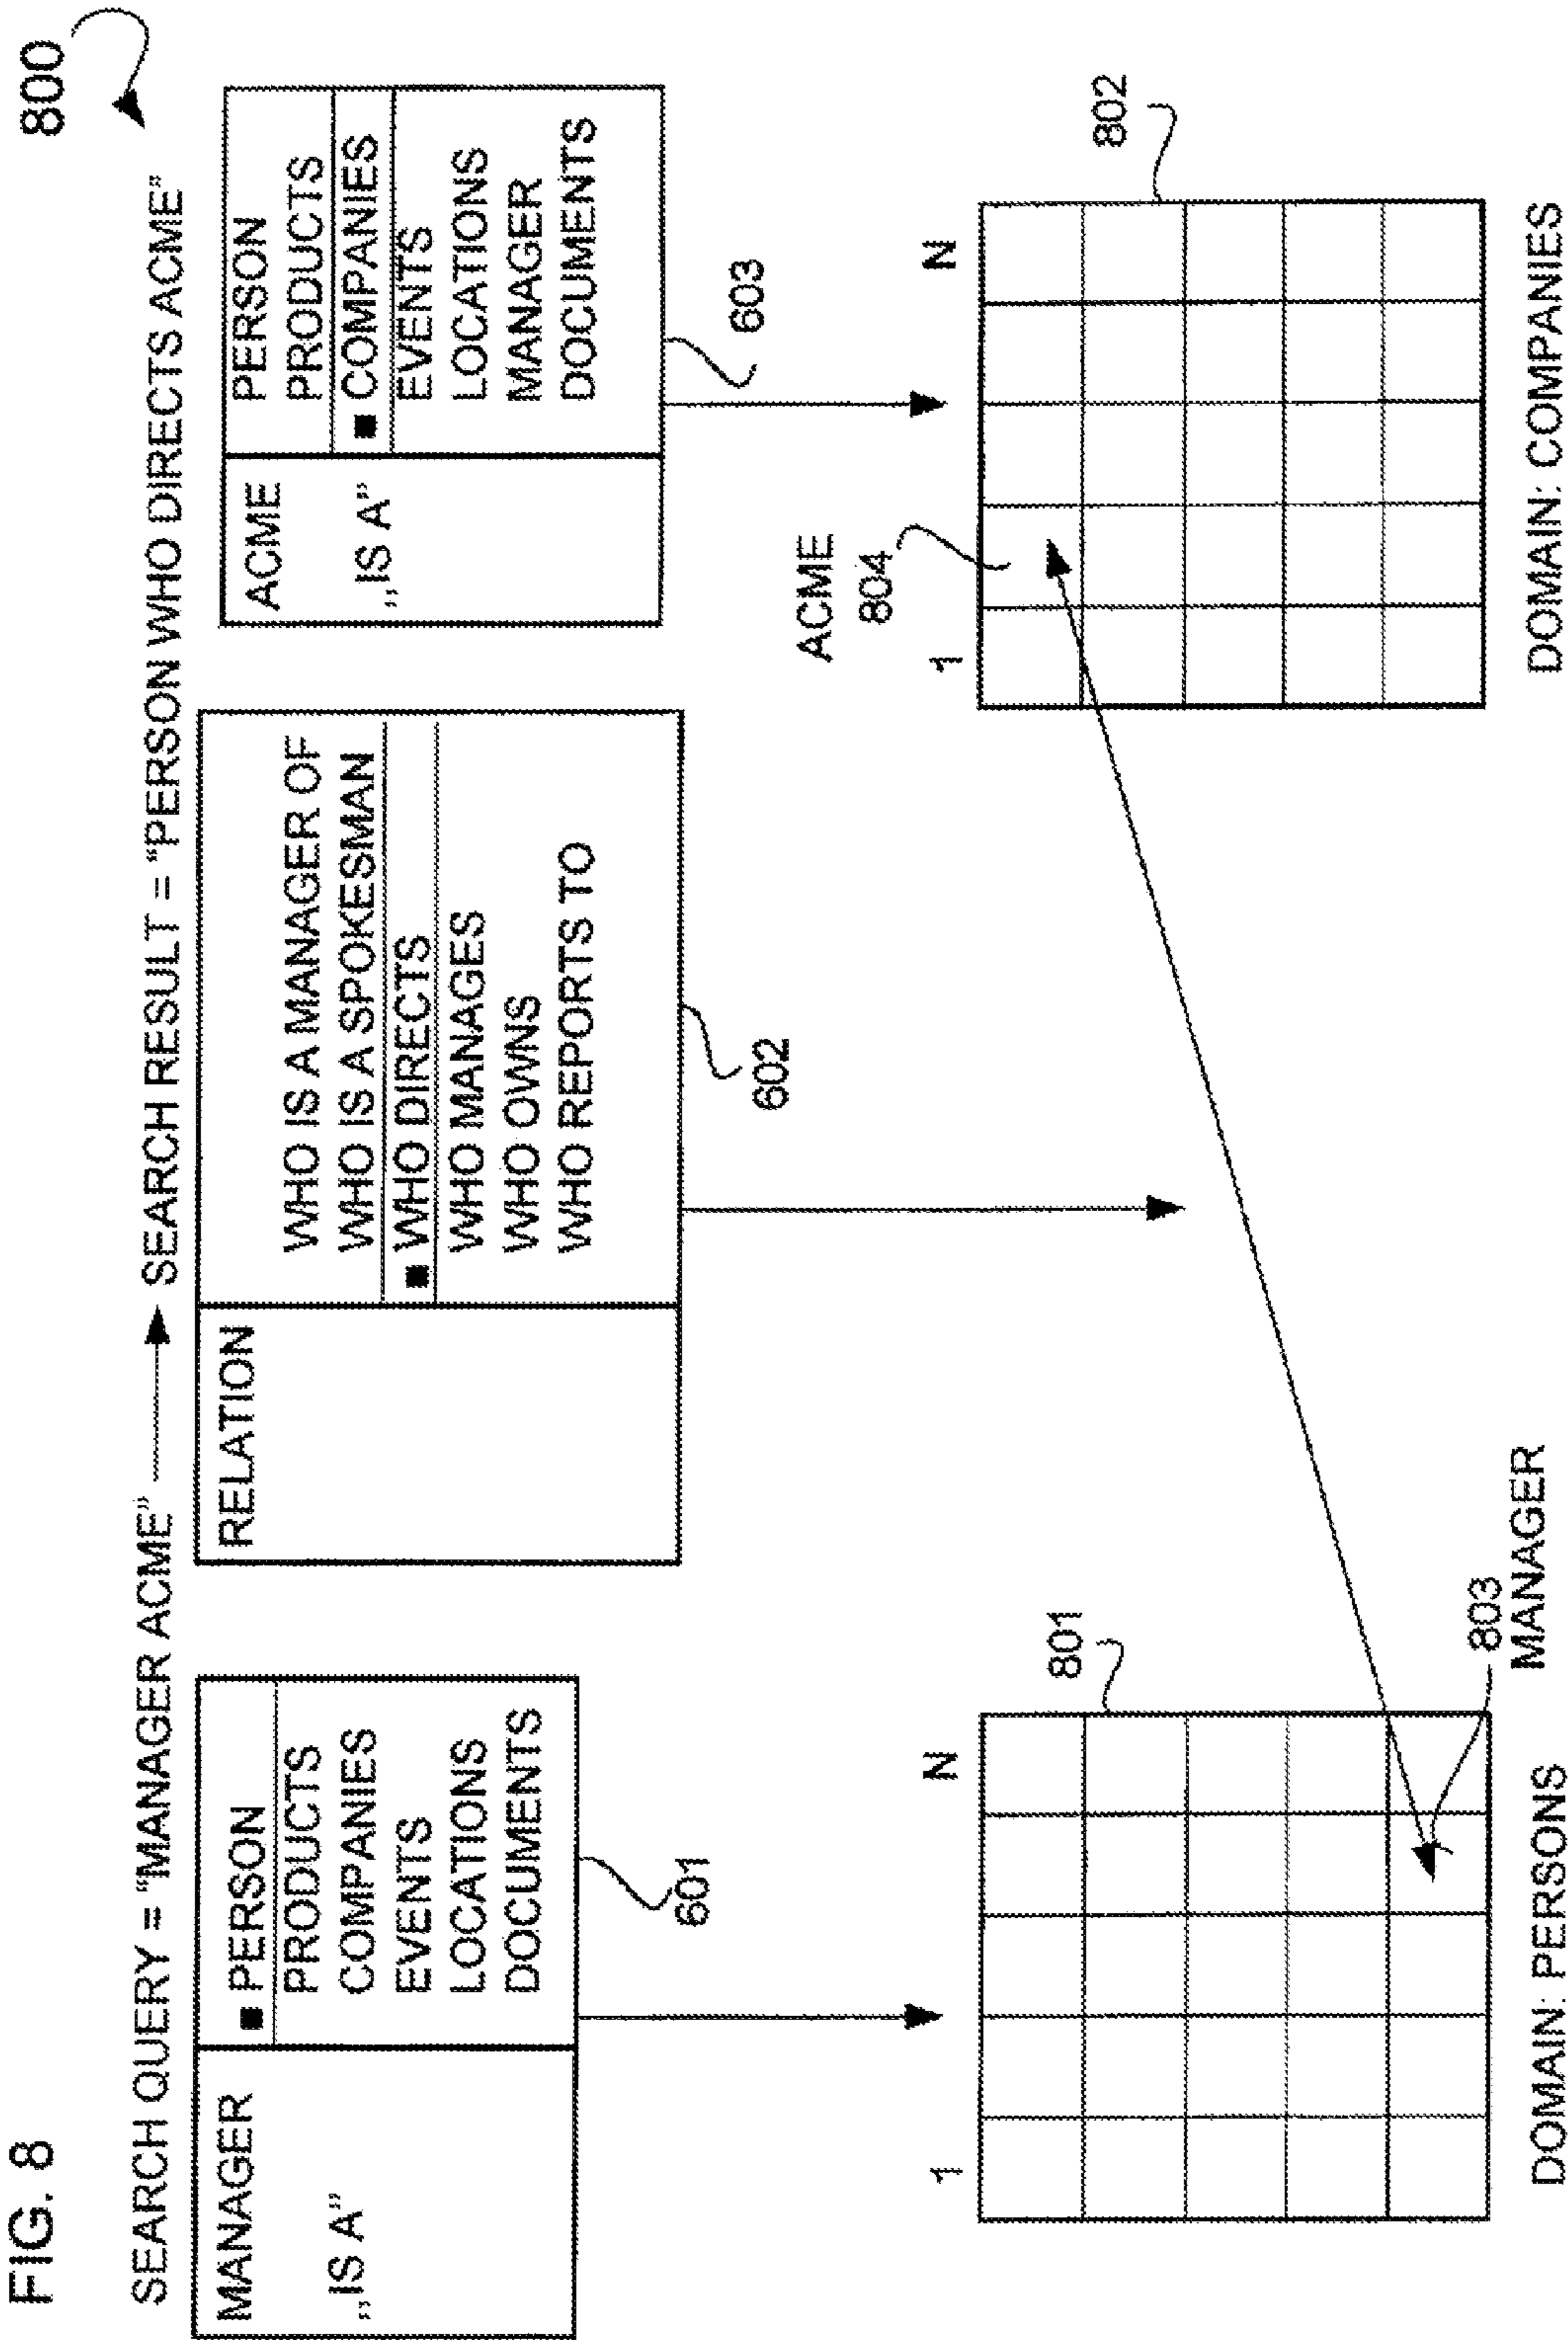 FIG. 8
800
SEARCH QUERY = "MANAGER ACME" SEARCH RESULT = "PERSON WHO DIRECTS ACME"
MANAGER
„IS A”
■ PERSON
PRODUCTS
COMPANIES
EVENTS
LOCATIONS
DOCUMENTS
601
RELATION
WHO IS A MANAGER OF
WHO IS A SPOKESMAN
■ WHO DIRECTS
WHO MANAGES
WHO OWNS
WHO REPORTS TO
602
ACME
„IS A”
PERSON
PRODUCTS
■ COMPANIES
EVENTS
LOCATIONS
MANAGER
DOCUMENTS
603
1
N
801
803
MANAGER
DOMAIN: PERSONS
ACME
804
1
N
802
DOMAIN: COMPANIES